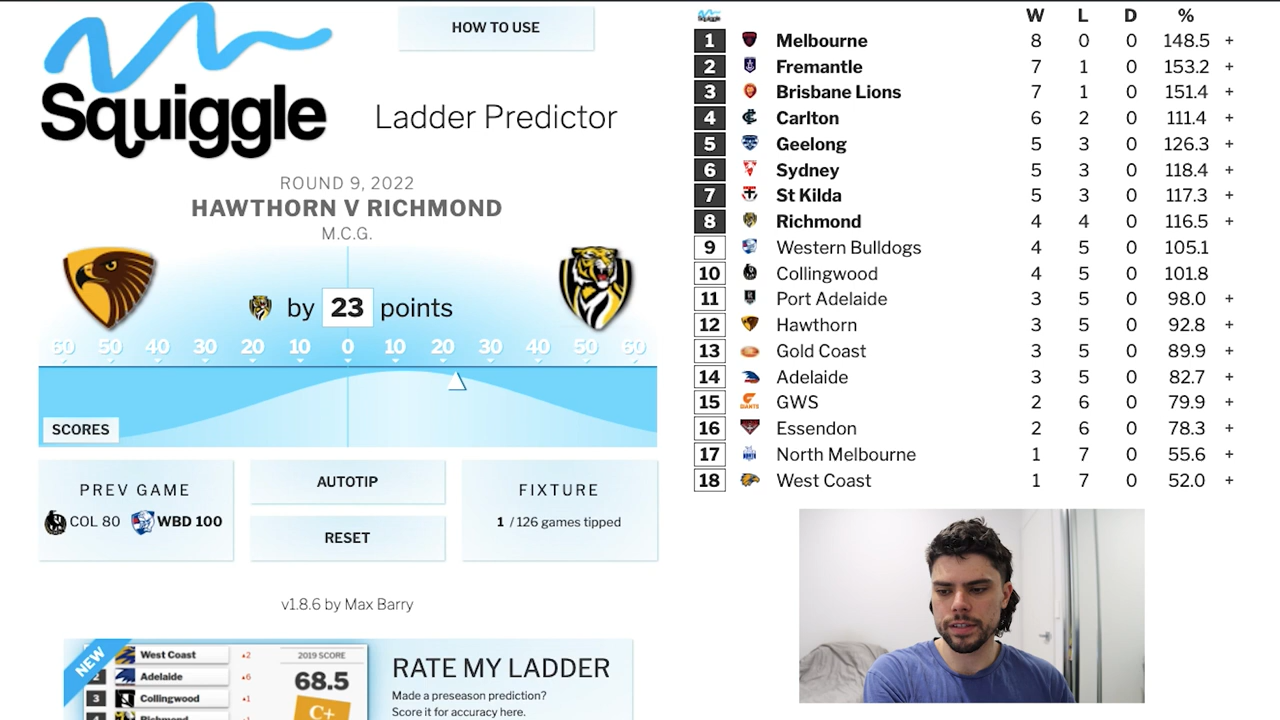 Squiggle
HOW TO USE
Ladder Predictor
ROUND 9, 2022
HAWTHORN V RICHMOND
M.C.G.
by 23 points
60 50 40 30 20 10 0 10 20 30 40 50 60
SCORES
PREV GAME
COL 80 WBD 100
AUTOTIP
RESET
FIXTURE
1 / 126 games tipped
v1.8.6 by Max Barry
NEW
West Coast ▲2
2 Adelaide ▲6
3 Collingwood ▲1
4 Richmond
2019 SCORE
68.5
C+
RATE MY LADDER
Made a preseason prediction?
Score it for accuracy here.
Squiggle W L D %
1 Melbourne 8 0 0 148.5 +
2 Fremantle 7 1 0 153.2 +
3 Brisbane Lions 7 1 0 151.4 +
4 Carlton 6 2 0 111.4 +
5 Geelong 5 3 0 126.3 +
6 Sydney 5 3 0 118.4 +
7 St Kilda 5 3 0 117.3 +
8 Richmond 4 4 0 116.5 +
9 Western Bulldogs 4 5 0 105.1
10 Collingwood 4 5 0 101.8
11 Port Adelaide 3 5 0 98.0 +
12 Hawthorn 3 5 0 92.8 +
13 Gold Coast 3 5 0 89.9 +
14 Adelaide 3 5 0 82.7 +
15 GWS 2 6 0 79.9 +
16 Essendon 2 6 0 78.3 +
17 North Melbourne 1 7 0 55.6 +
18 West Coast 1 7 0 52.0 +